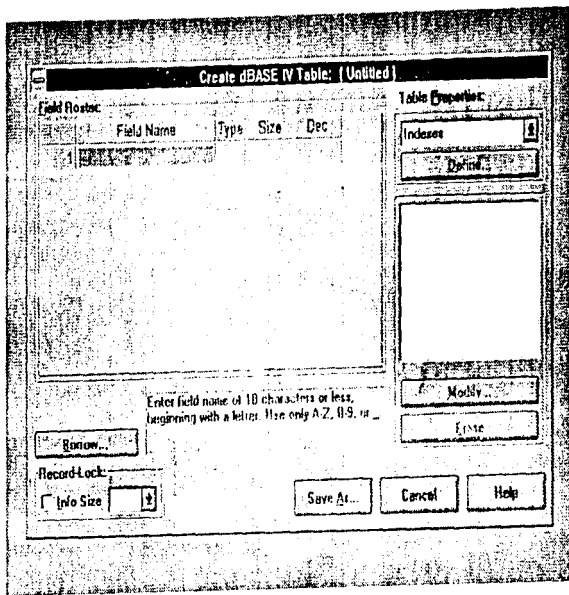 Create dBASE IV Table: (Untitled)
Field Roster:
Field Name Type Size Dec
1
Table Properties:
Indexes
Define...
Enter field name of 10 characters or less,
beginning with a letter. Use only A-Z, 0-9, or _
Modify...
Erase
Borrow...
Record Lock:
Info Size
Save As...
Cancel
Help